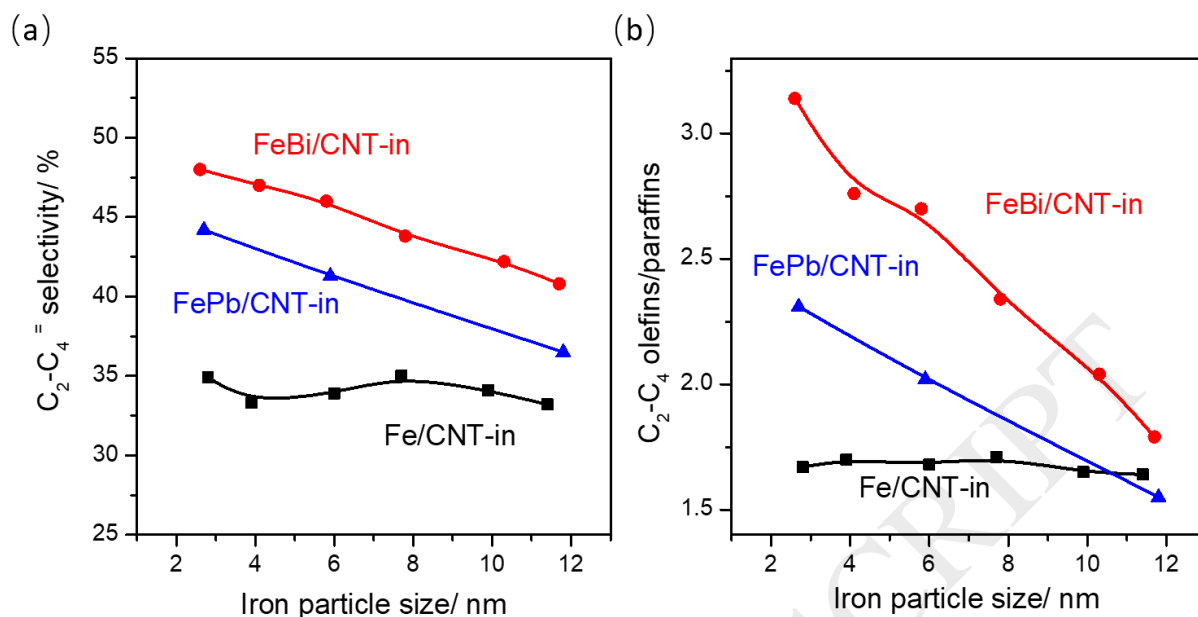 (a)
55
50
45
40
35
30
25
C₂-C₄ ⁼ selectivity/ %
FeBi/CNT-in
FePb/CNT-in
Fe/CNT-in
2 4 6 8 10 12
Iron particle size/ nm
(b)
3.0
2.5
2.0
1.5
C₂-C₄ olefins/paraffins
FeBi/CNT-in
FePb/CNT-in
Fe/CNT-in
2 4 6 8 10 12
Iron particle size/ nm
CRIPT